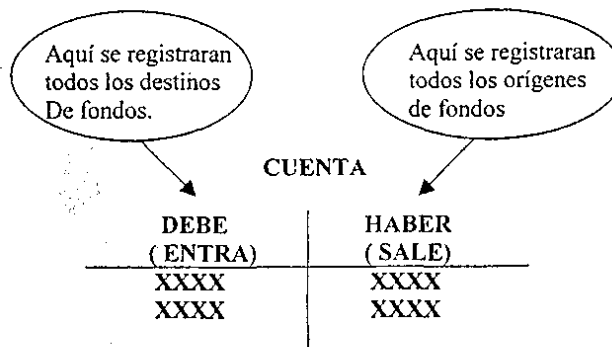 Aquí se registraran
todos los destinos
De fondos.
Aquí se registraran
todos los orígenes
de fondos
CUENTA
DEBE
( ENTRA)
HABER
( SALE)
XXXX
XXXX
XXXX
XXXX